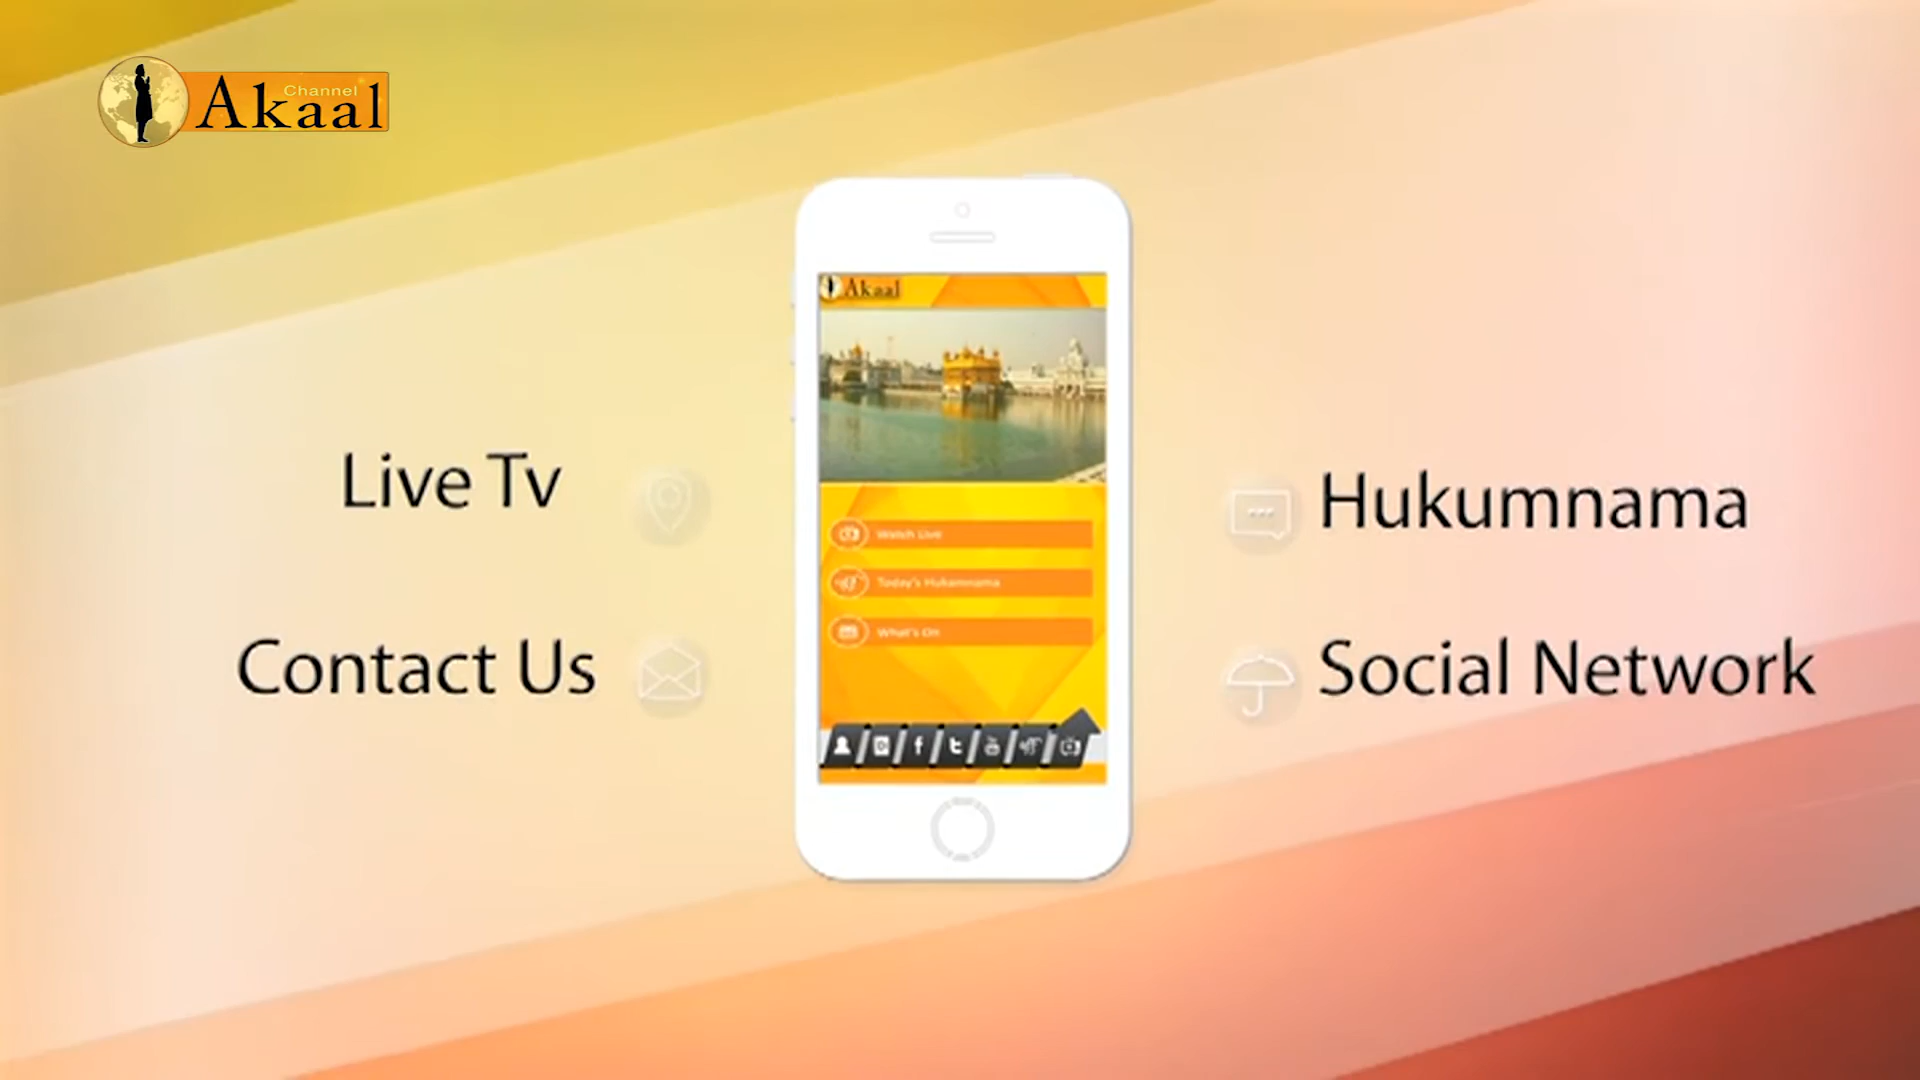 Channel
Akaal
Akaal
Live Tv
Hukumnama
Watch Live
Today's Hukamnama
What's On
Contact Us
Social Network